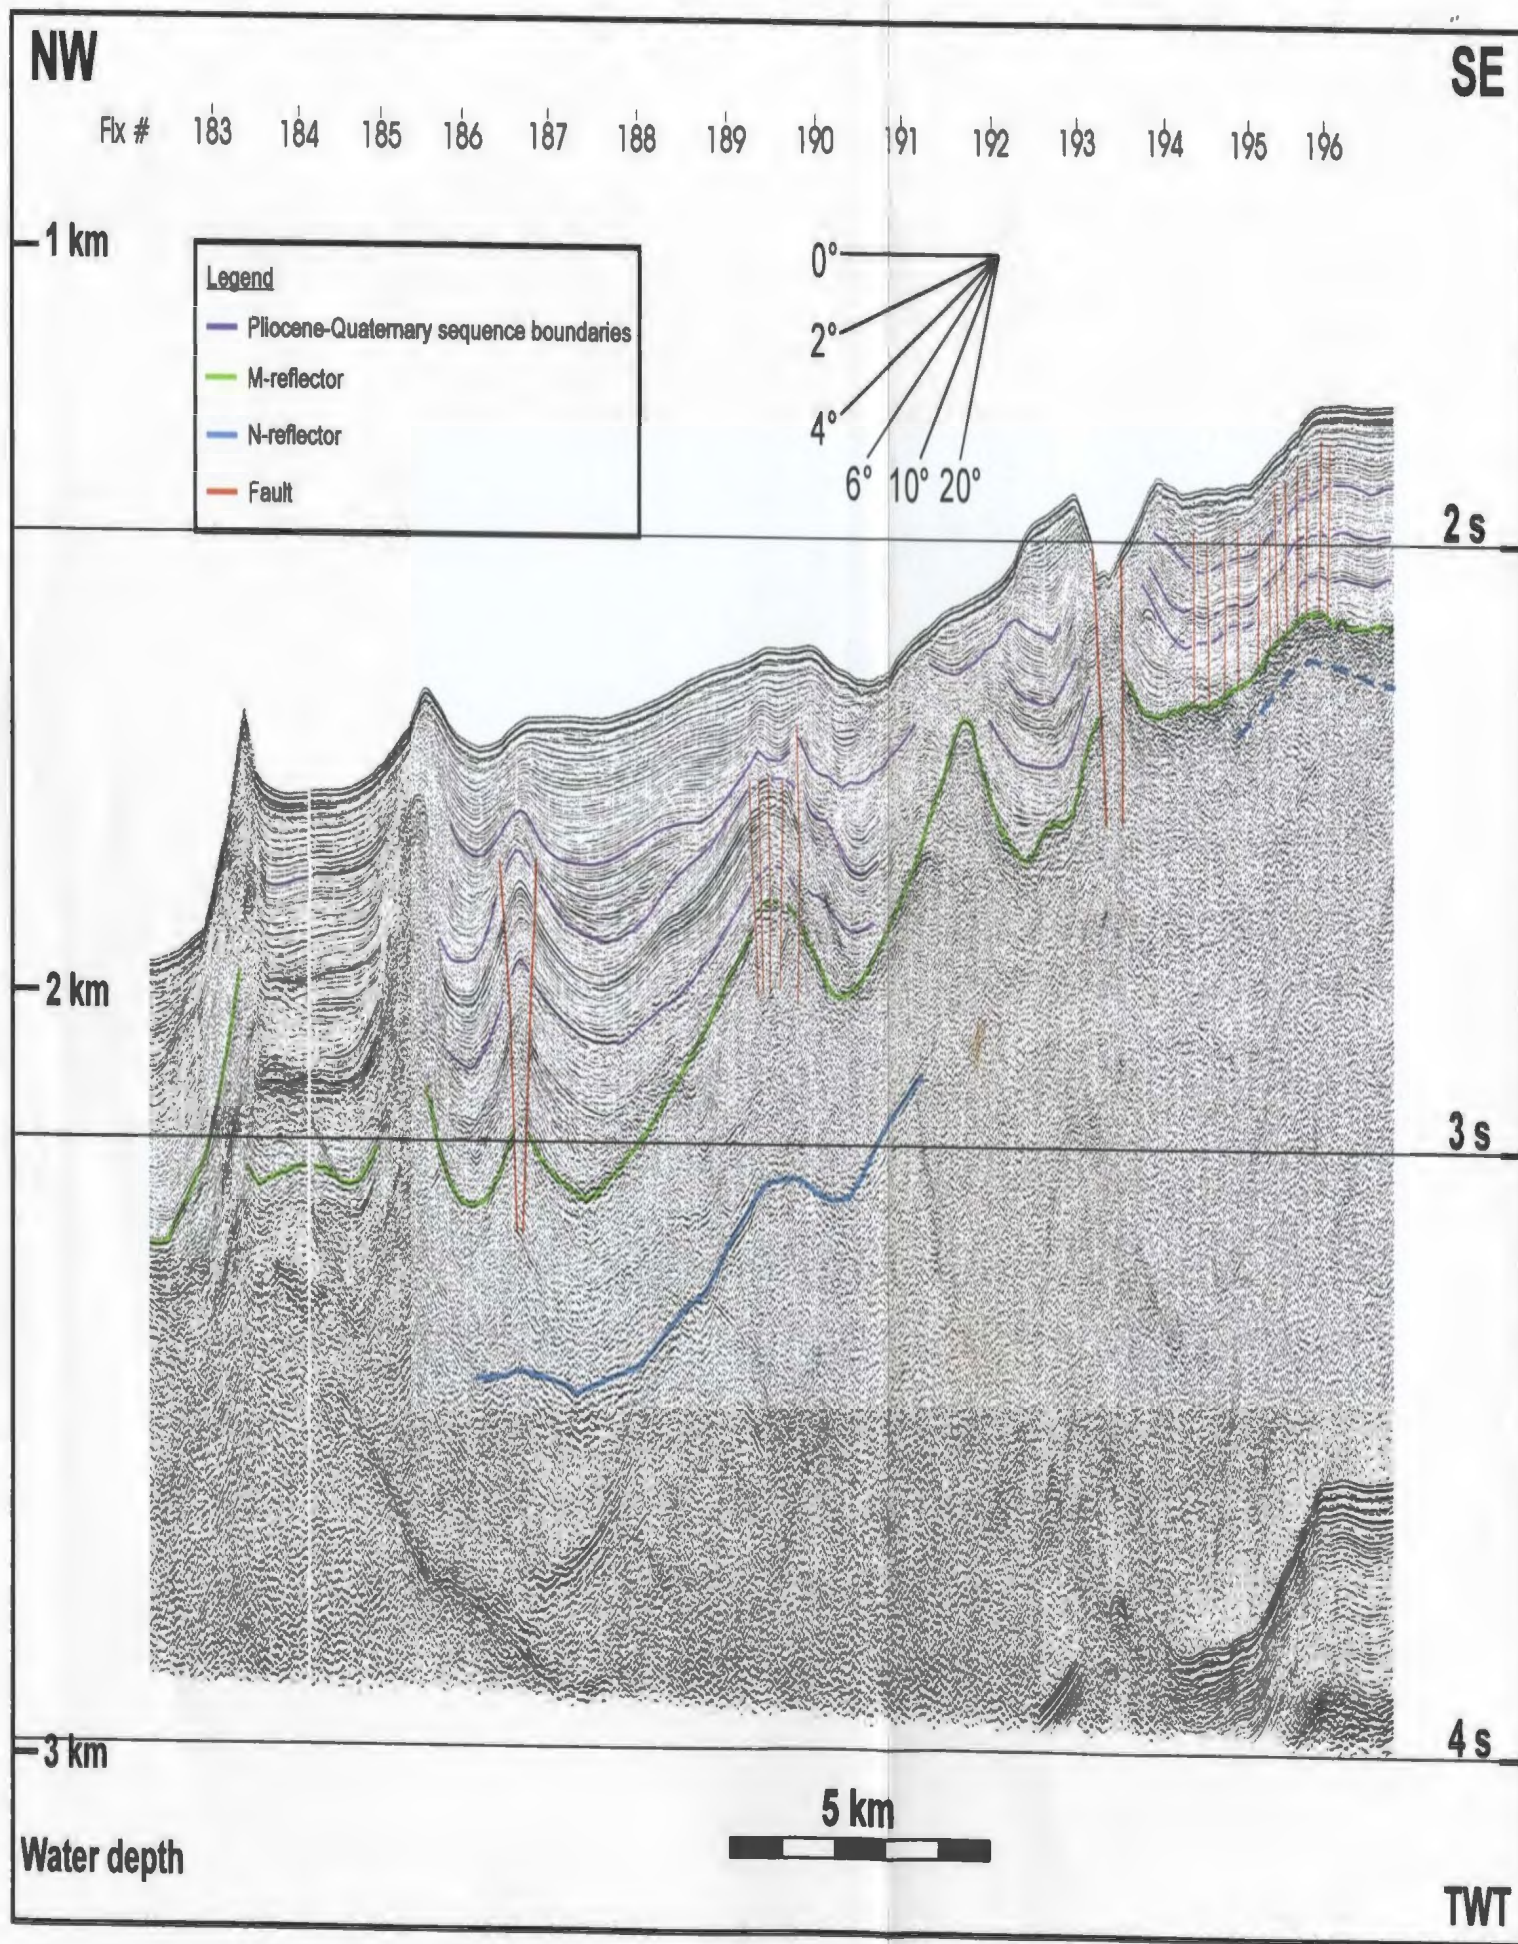 NW
SE
Fix # 183 184 185 186 187 188 189 190 191 192 193 194 195 196
1 km
Legend
Pliocene-Quaternary sequence boundaries
M-reflector
N-reflector
Fault
0°
2°
4°
6° 10° 20°
2 s
2 km
3 s
3 km
4 s
5 km
Water depth
TWT